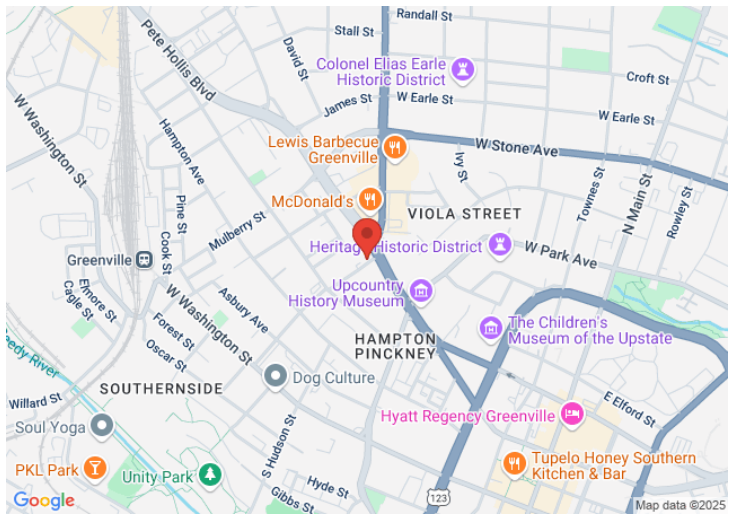 Randall St
Stall St
Pete Hollis Blvd
David St
Colonel Elias Earle
Historic District
Croft St
James St
W Earle St
W Earle St
W Washington St
Hampton Ave
Lewis Barbecue
Greenville
W Stone Ave
Ivy St
Townes St
N Main St
Rowley St
McDonald's
VIOLA STREET
Pine St
Mulberry St
Cook St
Heritag
Historic District
W Park Ave
Greenville
Elmore St
Cagle St
Upcountry
History Museum
W Washington St
Asbury Ave
Forest St
Oscar St
The Children's
Museum of the Upstate
HAMPTON
PINCKNEY
eedy River
SOUTHERNSIDE
Dog Culture
Willard St
Soul Yoga
Hyatt Regency Greenville
E Elford St
S Hudson St
PKL Park
Unity Park
Tupelo Honey Southern
Kitchen & Bar
Hyde St
Gibbs St
123
Google
Map data ©2025